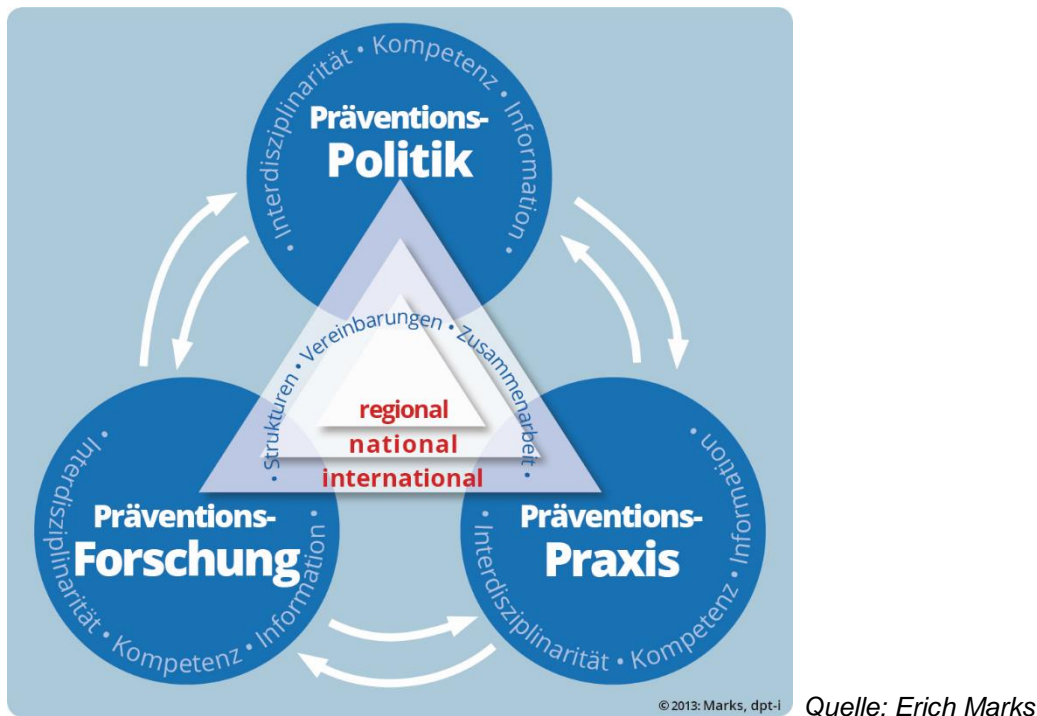 • Interdisziplinarität • Kompetenz • Information •
Präventions-
Politik
• Strukturen • Vereinbarungen • Zusammenarbeit •
regional
national
international
Präventions-
Forschung
• Interdisziplinarität • Kompetenz • Information •
Präventions-
Praxis
• Interdisziplinarität • Kompetenz • Information •
© 2013: Marks, dpt-i
Quelle: Erich Marks